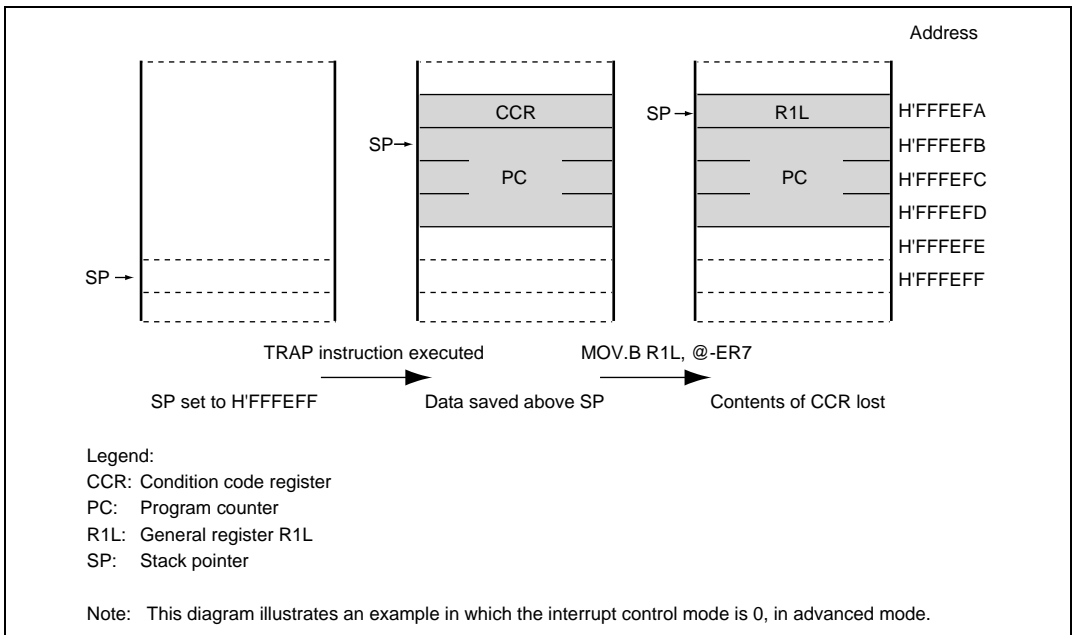 Address
CCR
SP
R1L
H'FFFEFA
SP
H'FFFEFB
PC
PC
H'FFFEFC
H'FFFEFD
H'FFFEFE
SP
H'FFFEFF
TRAP instruction executed
MOV.B R1L, @-ER7
SP set to H'FFFEFF
Data saved above SP
Contents of CCR lost
Legend:
CCR: Condition code register
PC: Program counter
R1L: General register R1L
SP: Stack pointer
Note: This diagram illustrates an example in which the interrupt control mode is 0, in advanced mode.